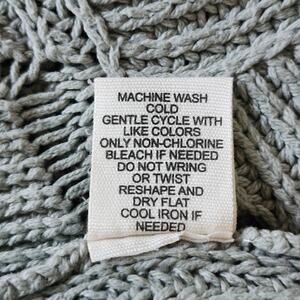 MACHINE WASH
COLD
GENTLE CYCLE WITH
LIKE COLORS
ONLY NON-CHLORINE
BLEACH IF NEEDED
DO NOT WRING
OR TWIST
RESHAPE AND
DRY FLAT
COOL IRON IF
NEEDED